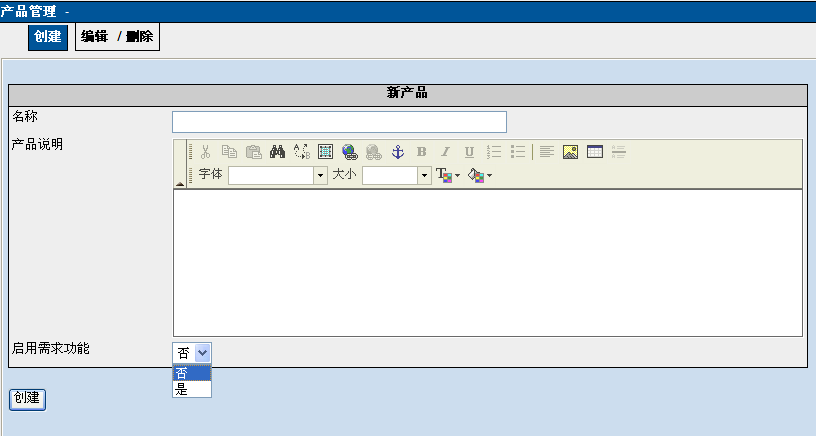 产品管理 -
创建 编辑 / 删除
新产品
名称
产品说明
B I U
字体 大小
启用需求功能 否
否
是
创建